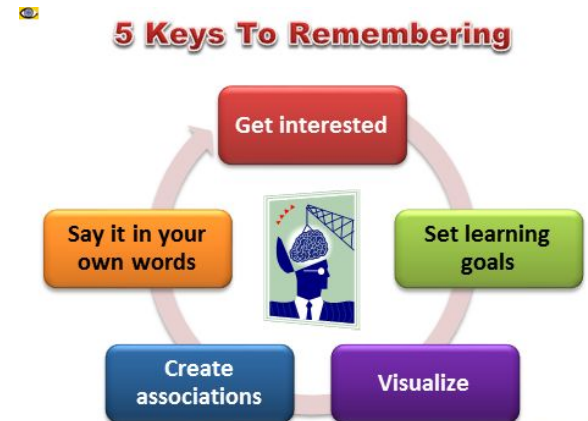 5 Keys To Remembering
Get interested
Set learning
goals
Visualize
Create
associations
Say it in your
own words